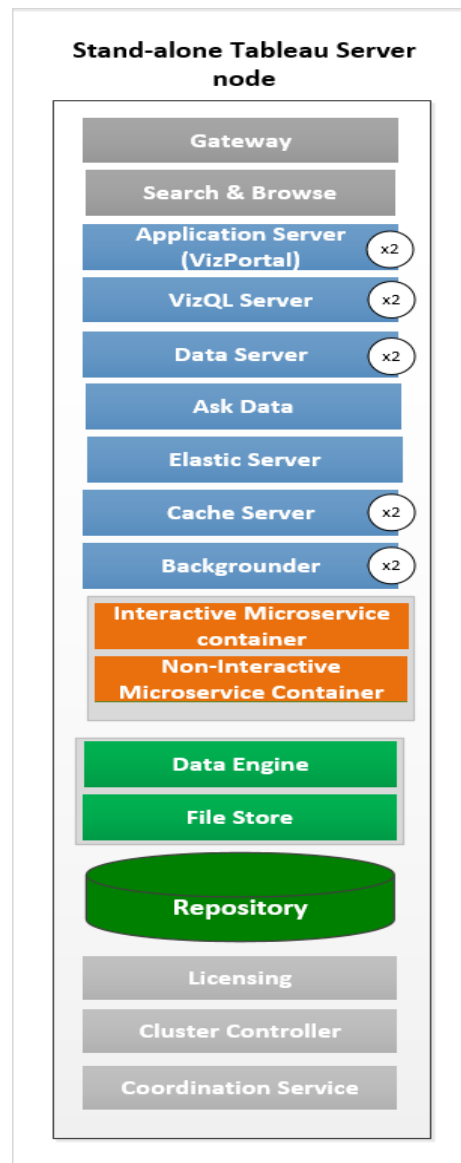 Stand-alone Tableau Server
node
Gateway
Search & Browse
Application Server
(VizPortal)
x2
VizQL Server
x2
Data Server
x2
Ask Data
Elastic Server
Cache Server
x2
Backgrounder
x2
Interactive Microservice
container
Non-Interactive
Microservice Container
Data Engine
File Store
Repository
Licensing
Cluster Controller
Coordination Service